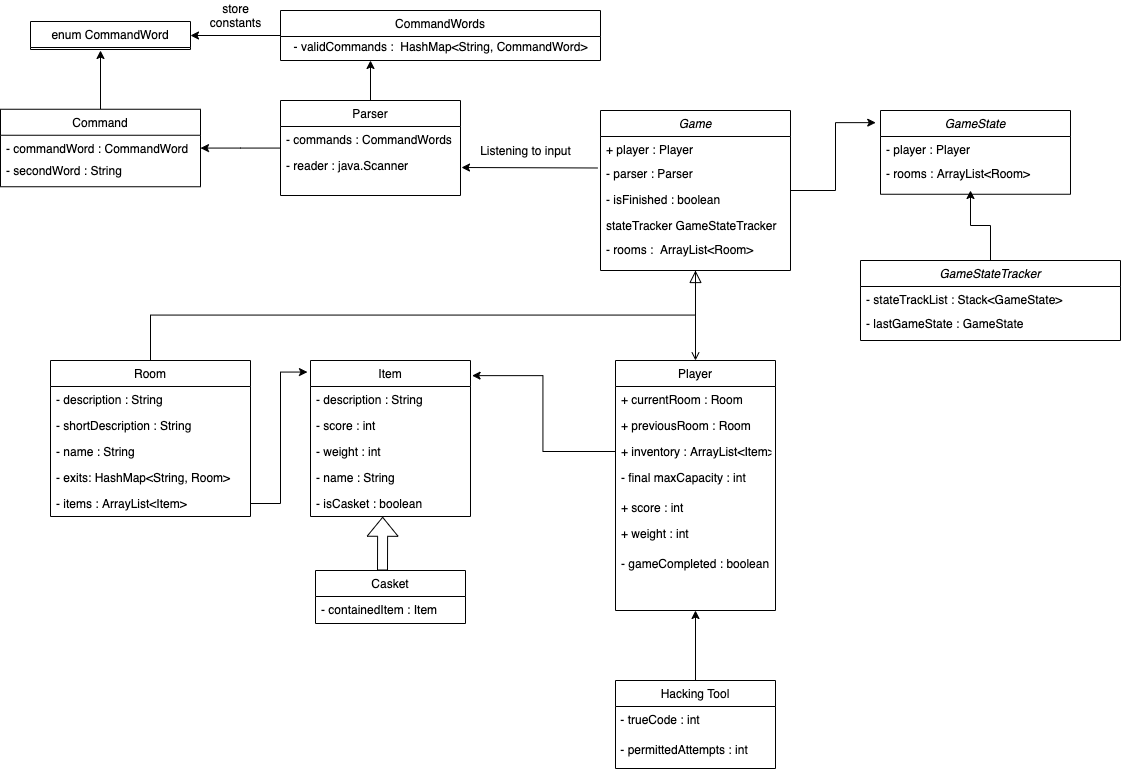 store
constants
enum CommandWord
CommandWords
- validCommands : HashMap<String, CommandWord>
Command
- commandWord : CommandWord
- secondWord : String
Parser
- commands : CommandWords
- reader : java.Scanner
Listening to input
Game
+ player : Player
- parser : Parser
- isFinished : boolean
stateTracker GameStateTracker
- rooms : ArrayList<Room>
GameState
- player : Player
- rooms : ArrayList<Room>
GameStateTracker
- stateTrackList : Stack<GameState>
- lastGameState : GameState
Room
- description : String
- shortDescription : String
- name : String
- exits: HashMap<String, Room>
- items : ArrayList<Item>
Item
- description : String
- score : int
- weight : int
- name : String
- isCasket : boolean
Player
+ currentRoom : Room
+ previousRoom : Room
+ inventory : ArrayList<Item>
- final maxCapacity : int
+ score : int
+ weight : int
- gameCompleted : boolean
Casket
- containedItem : Item
Hacking Tool
- trueCode : int
- permittedAttempts : int